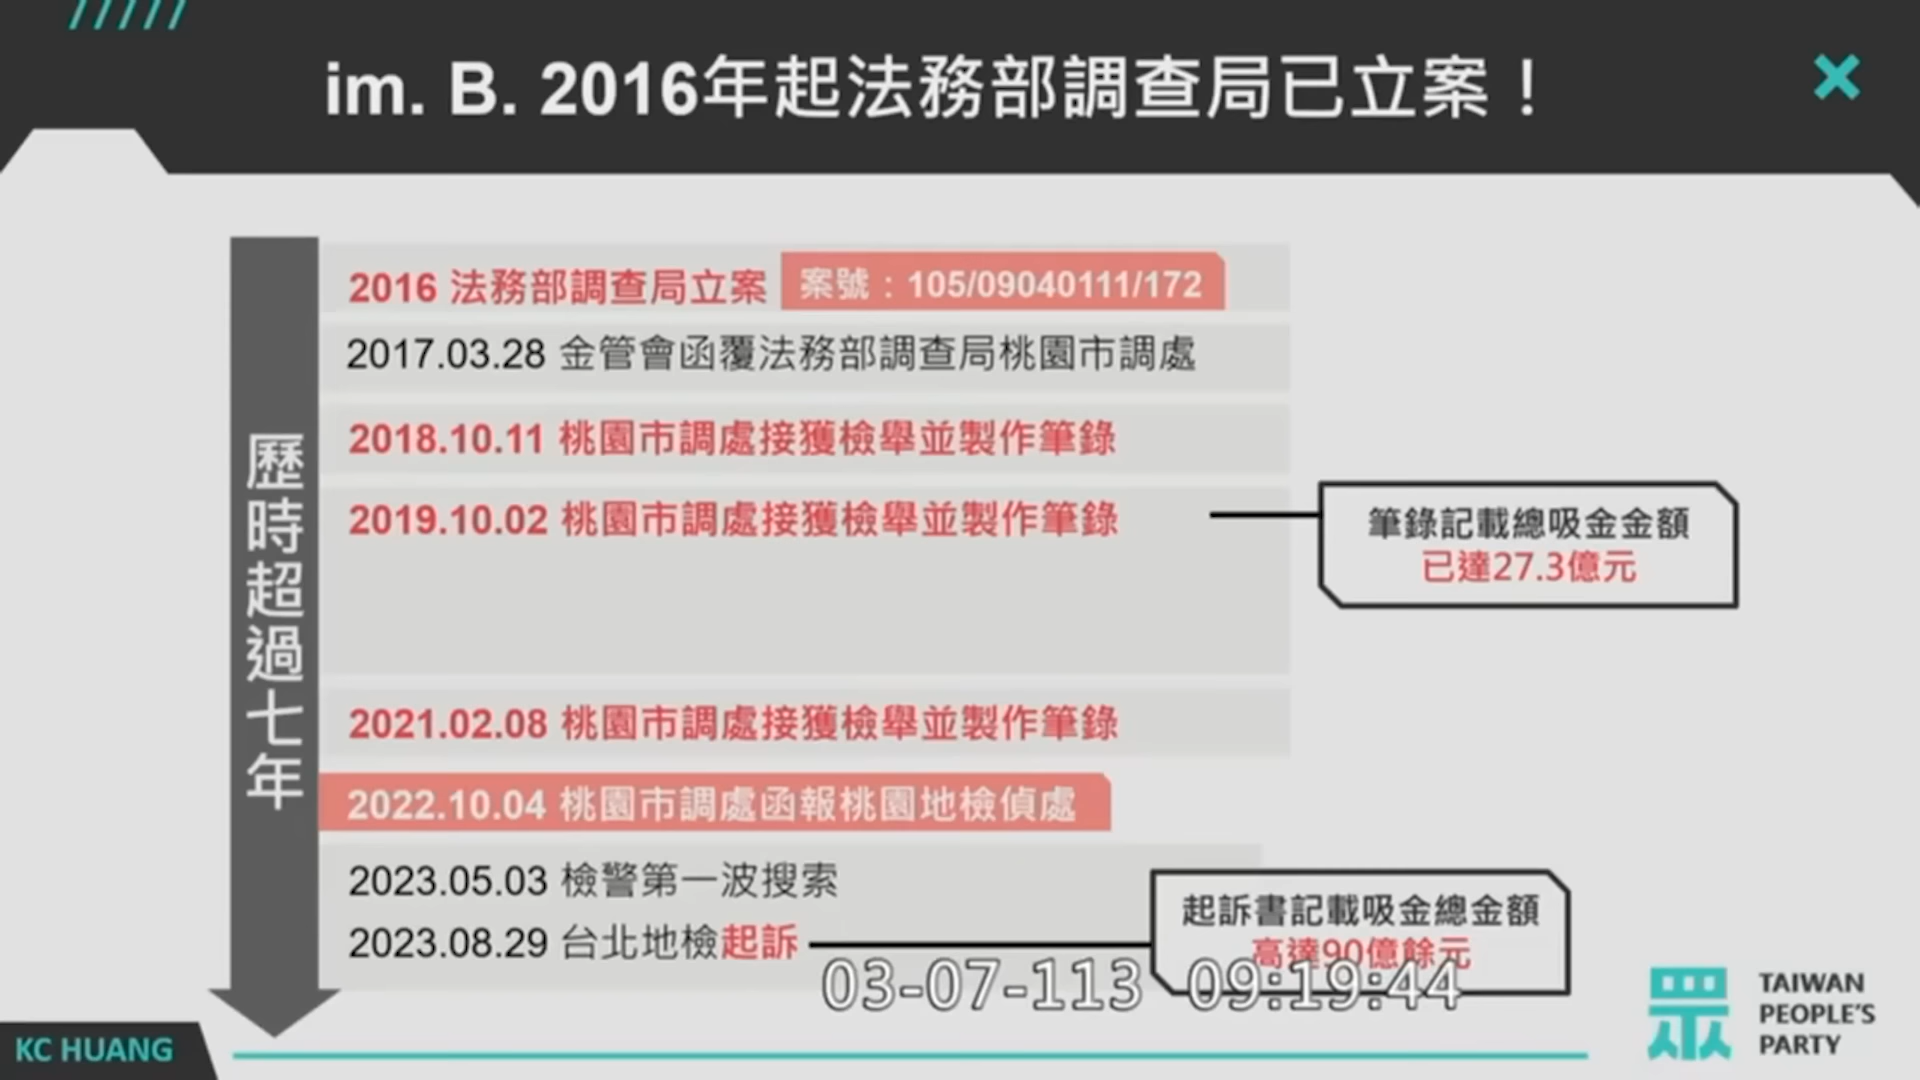 im. B. 2016年起法務部調查局已立案！
歷時超過七年
2016 法務部調查局立案 案號：105/09040111/172
2017.03.28 金管會函覆法務部調查局桃園市調處
2018.10.11 桃園市調處接獲檢舉並製作筆錄
2019.10.02 桃園市調處接獲檢舉並製作筆錄
筆錄記載總吸金金額
已達27.3億元
2021.02.08 桃園市調處接獲檢舉並製作筆錄
2022.10.04 桃園市調處函報桃園地檢偵處
2023.05.03 檢警第一波搜索
2023.08.29 台北地檢起訴
起訴書記載吸金總金額
高達90億餘元
03-07-113 09:19:44
KC HUANG
眾
TAIWAN
PEOPLE'S
PARTY